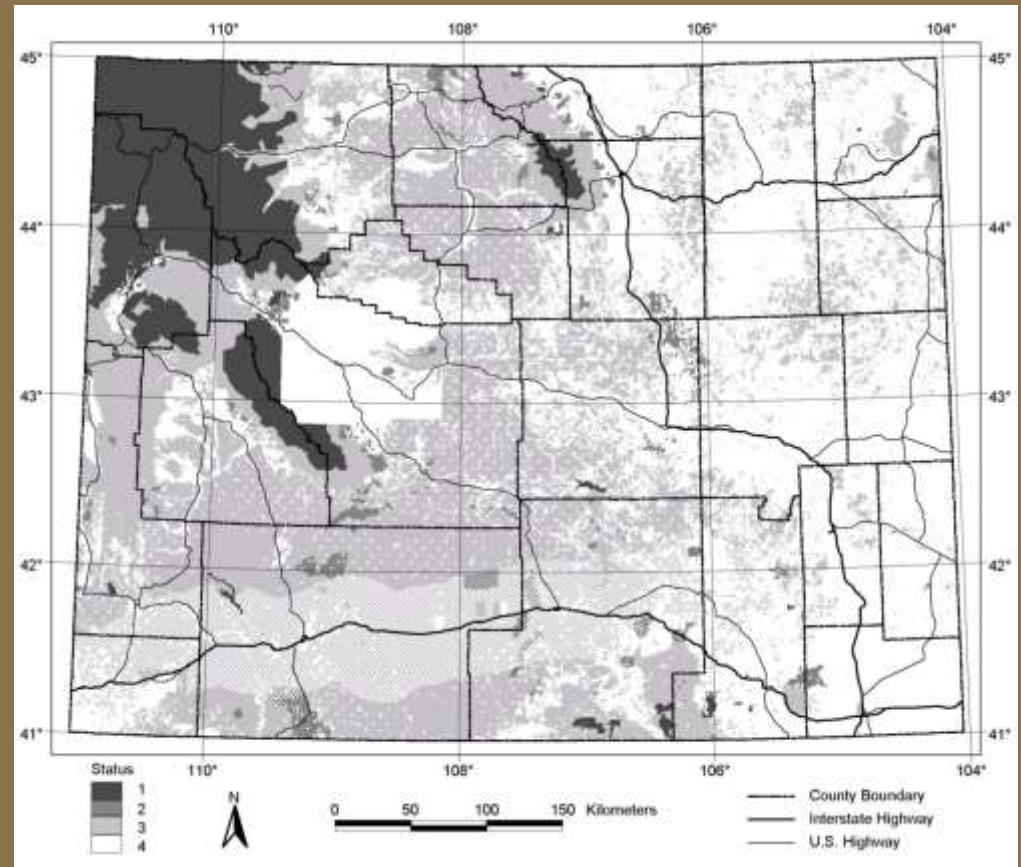 110° 108° 106° 104°
45° 45°
44° 44°
43° 43°
42° 42°
41° 41°
110° 108° 106° 104°
Status
1
2
3
4
N
0 50 100 150 Kilometers
County Boundary
Interstate Highway
U.S. Highway